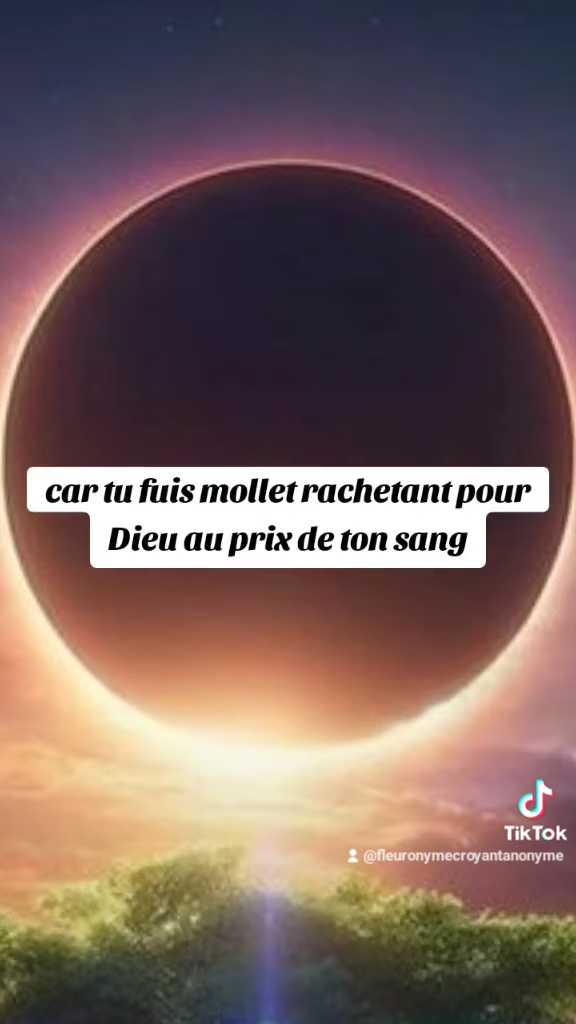 car tu fuis mollet rachetant pour
Dieu au prix de ton sang
TikTok
@fleuronymecroyantanonyme